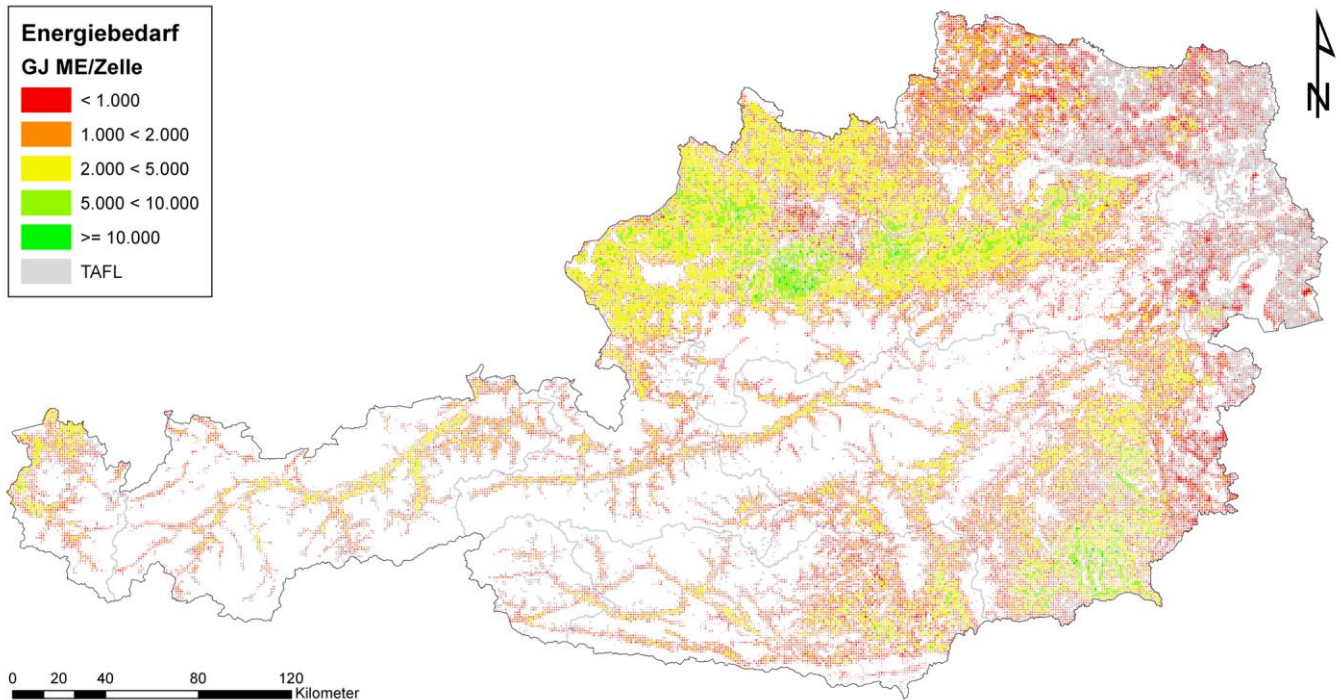 Energiebedarf
GJ ME/Zelle
< 1.000
1.000 < 2.000
2.000 < 5.000
5.000 < 10.000
>= 10.000
TAFL
N
0 20 40 80 120
Kilometer